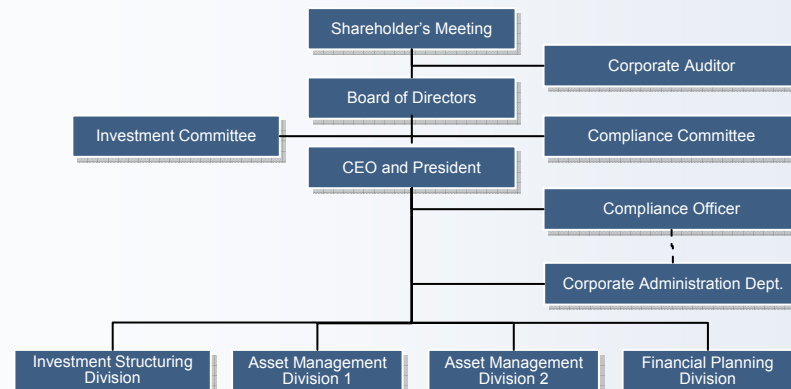 Shareholder's Meeting
Corporate Auditor
Board of Directors
Investment Committee
Compliance Committee
CEO and President
Compliance Officer
Corporate Administration Dept.
Investment Structuring
Division
Asset Management
Division 1
Asset Management
Division 2
Financial Planning
Division